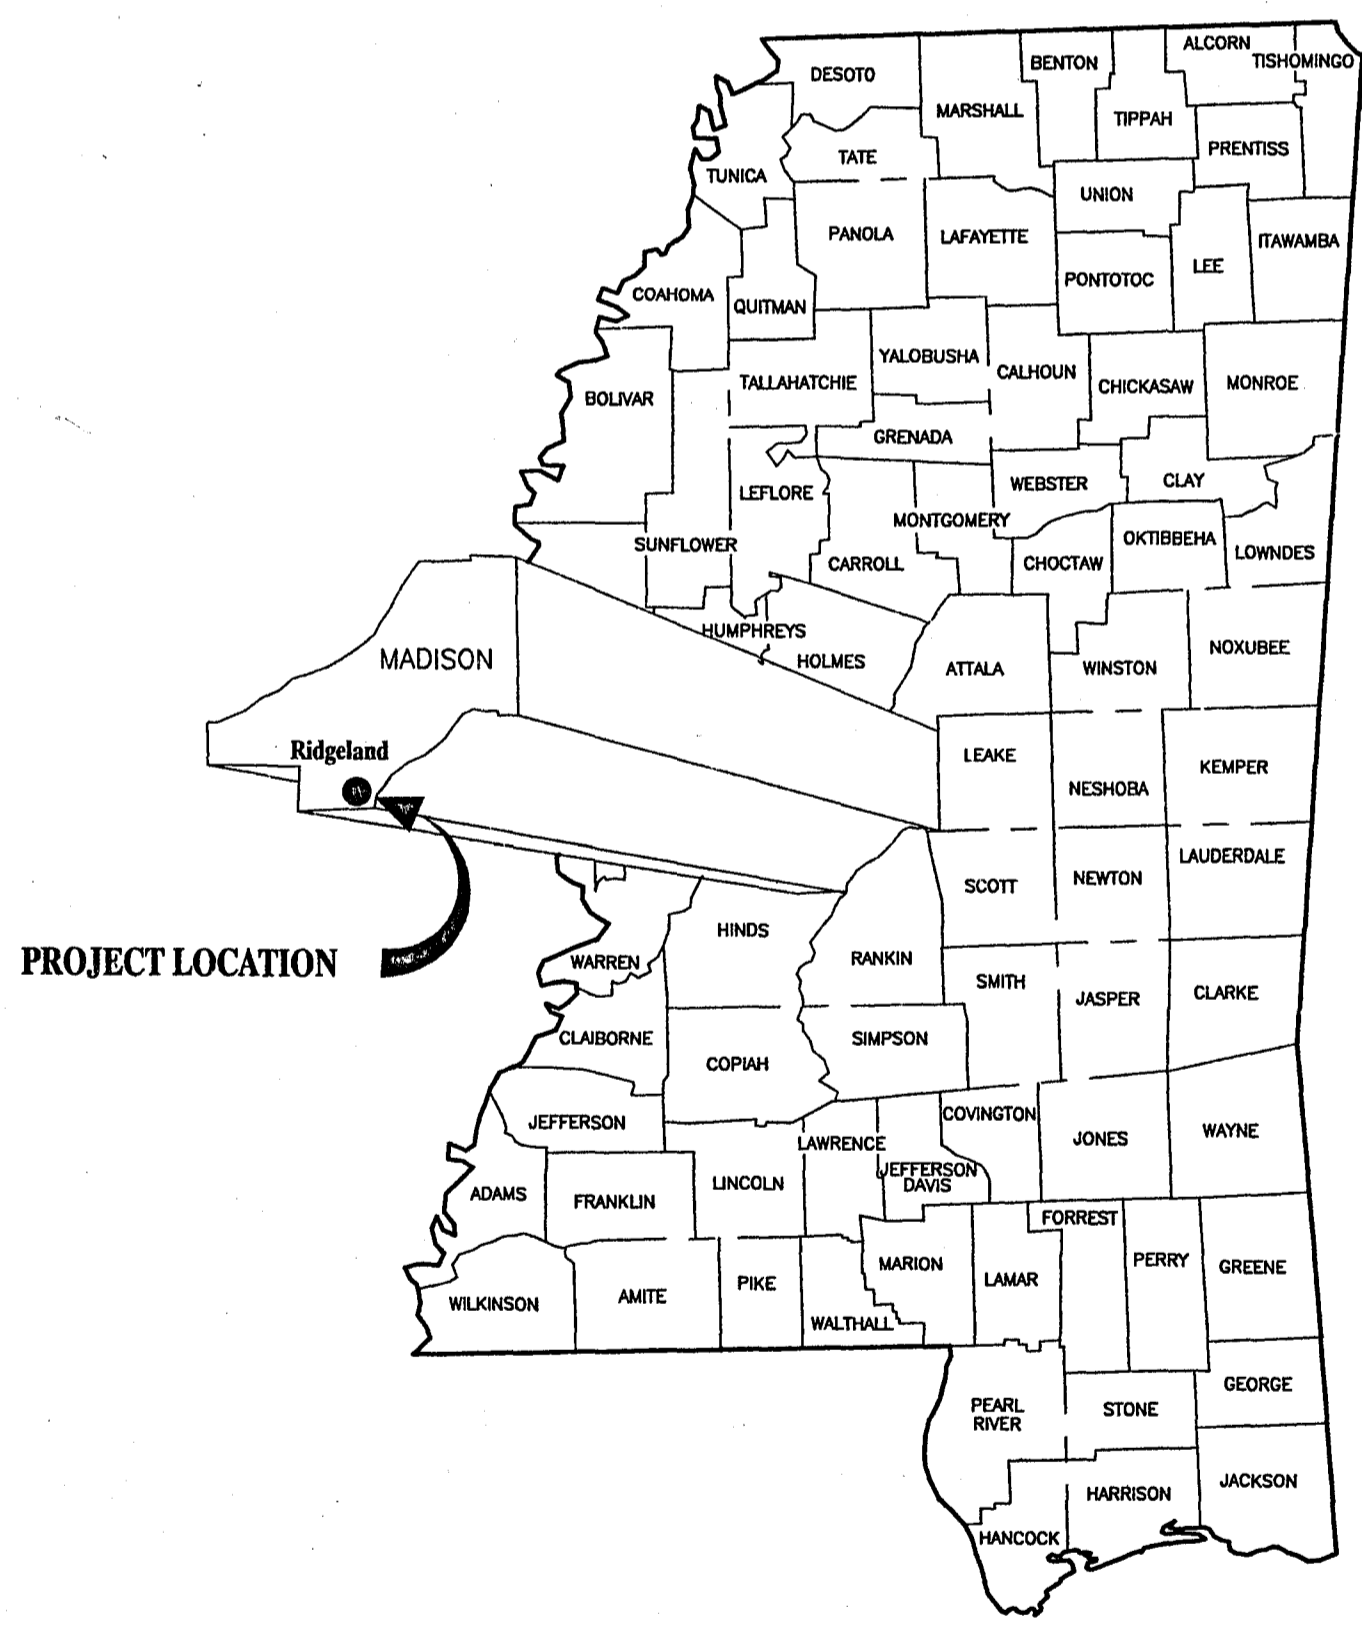 ALCORN
TISHOMINGO
BENTON
DESOTO
MARSHALL
TIPPAH
PRENTISS
TATE
TUNICA
UNION
PANOLA
LAFAYETTE
ITAWAMBA
LEE
PONTOTOC
COAHOMA
QUITMAN
YALOBUSHA
CALHOUN
TALLAHATCHIE
CHICKASAW
MONROE
BOLIVAR
GRENADA
WEBSTER
CLAY
LEFLORE
MONTGOMERY
OKTIBBEHA
SUNFLOWER
LOWNDES
CARROLL
CHOCTAW
HUMPHREYS
NOXUBEE
MADISON
HOLMES
ATTALA
WINSTON
Ridgeland
LEAKE
KEMPER
NESHOBA
LAUDERDALE
SCOTT
NEWTON
HINDS
RANKIN
PROJECT LOCATION
WARREN
SMITH
JASPER
CLARKE
CLAIBORNE
SIMPSON
COPIAH
COVINGTON
JEFFERSON
LAWRENCE
JONES
WAYNE
JEFFERSON
DAVIS
LINCOLN
ADAMS
FRANKLIN
FORREST
MARION
PERRY
GREENE
LAMAR
PIKE
AMITE
WILKINSON
WALTHALL
GEORGE
PEARL
RIVER
STONE
JACKSON
HARRISON
HANCOCK